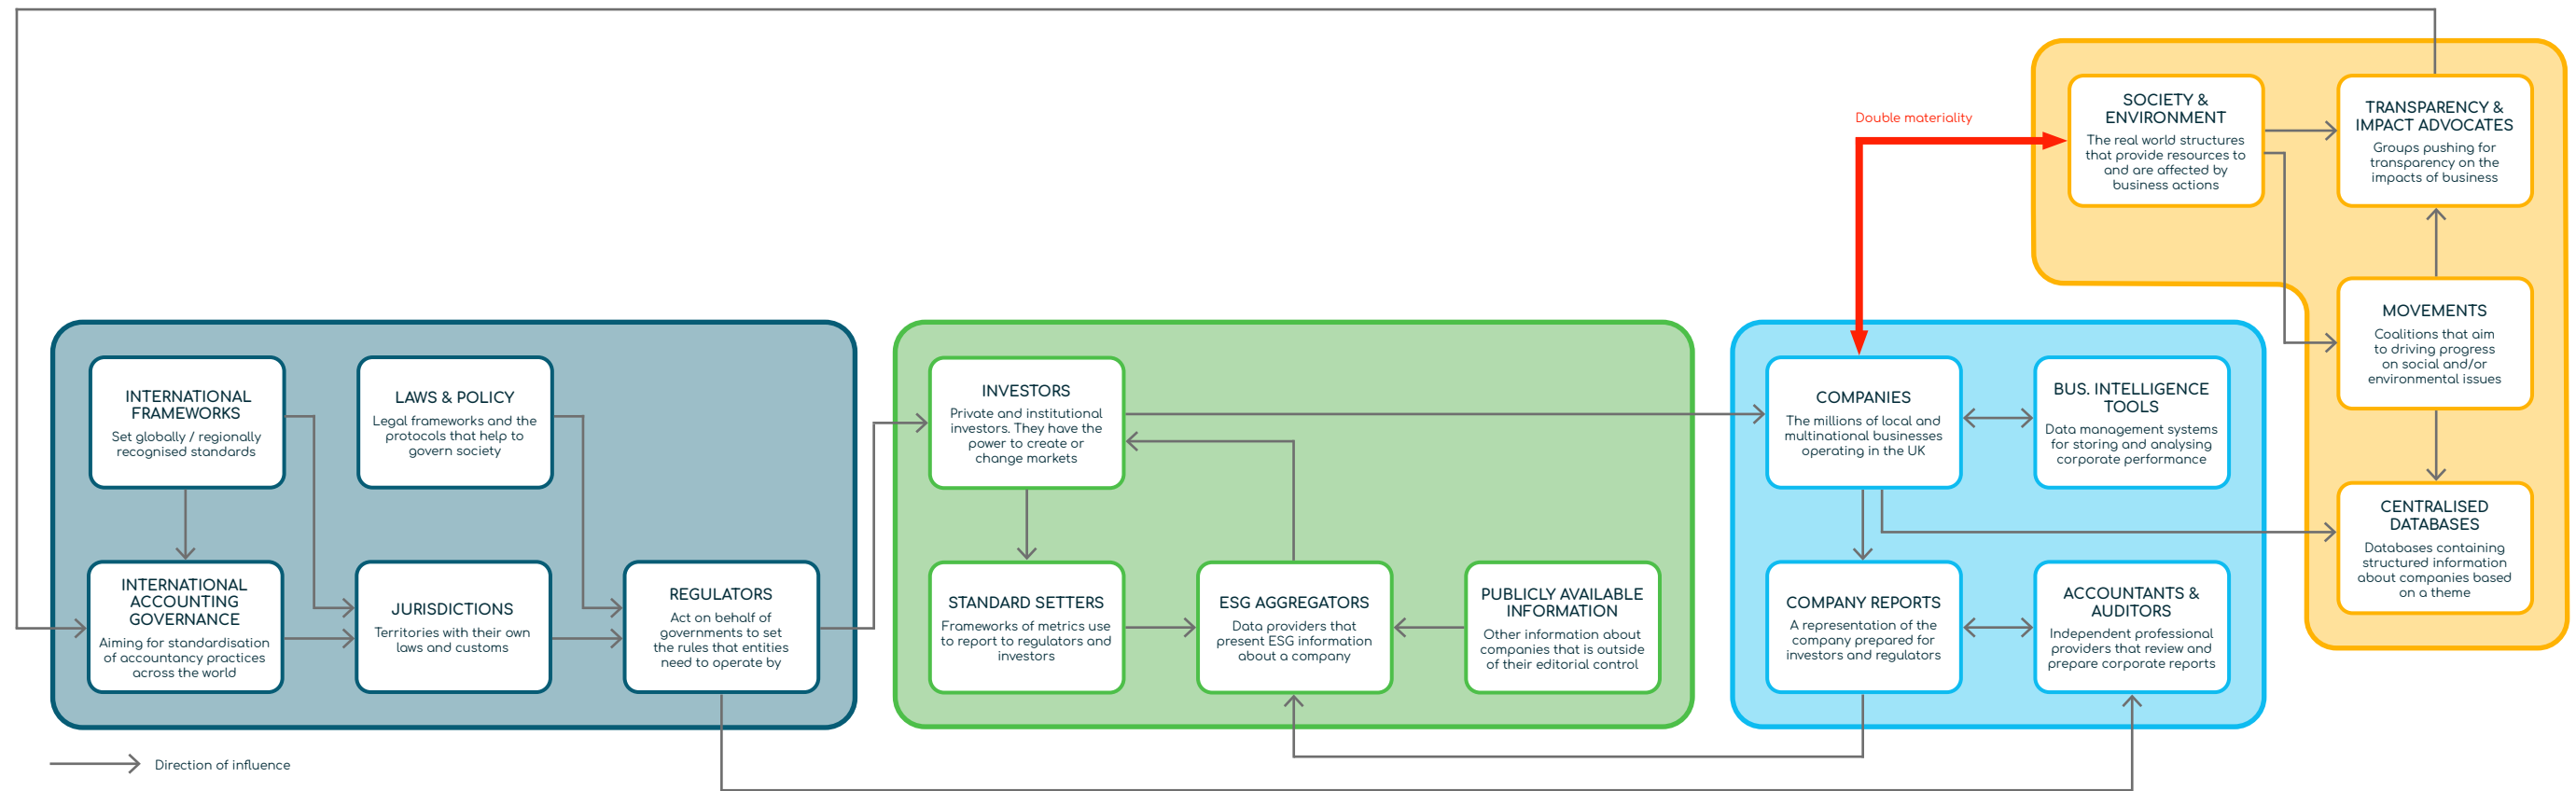 Double materiality
SOCIETY &
ENVIRONMENT
The real world structures
that provide resources to
and are affected by
business actions
TRANSPARENCY &
IMPACT ADVOCATES
Groups pushing for
transparency on the
impacts of business
MOVEMENTS
Coalitions that aim
to driving progress
on social and/or
environmental issues
CENTRALISED
DATABASES
Databases containing
structured information
about companies based
on a theme
INTERNATIONAL
FRAMEWORKS
Set globally / regionally
recognised standards
LAWS & POLICY
Legal frameworks and the
protocols that help to
govern society
INTERNATIONAL
ACCOUNTING
GOVERNANCE
Aiming for standardisation
of accountancy practices
across the world
JURISDICTIONS
Territories with their own
laws and customs
REGULATORS
Act on behalf of
governments to set
the rules that entities
need to operate by
INVESTORS
Private and institutional
investors. They have the
power to create or
change markets
STANDARD SETTERS
Frameworks of metrics use
to report to regulators and
investors
ESG AGGREGATORS
Data providers that
present ESG information
about a company
PUBLICLY AVAILABLE
INFORMATION
Other information about
companies that is outside
of their editorial control
COMPANIES
The millions of local and
multinational businesses
operating in the UK
BUS. INTELLIGENCE
TOOLS
Data management systems
for storing and analysing
corporate performance
COMPANY REPORTS
A representation of the
company prepared for
investors and regulators
ACCOUNTANTS &
AUDITORS
Independent professional
providers that review and
prepare corporate reports
Direction of influence